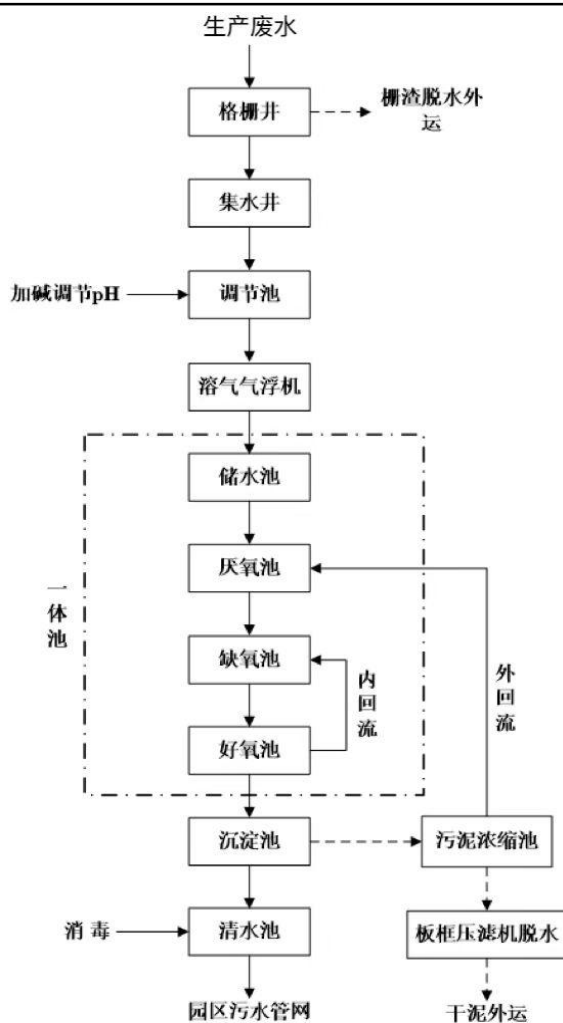 生产废水
格栅井
栅渣脱水外
运
集水井
加碱调节pH
调节池
溶气气浮机
储水池
厌氧池
一体池
缺氧池
内回流
外回流
好氧池
沉淀池
污泥浓缩池
消毒
清水池
板框压滤机脱水
园区污水管网
干泥外运